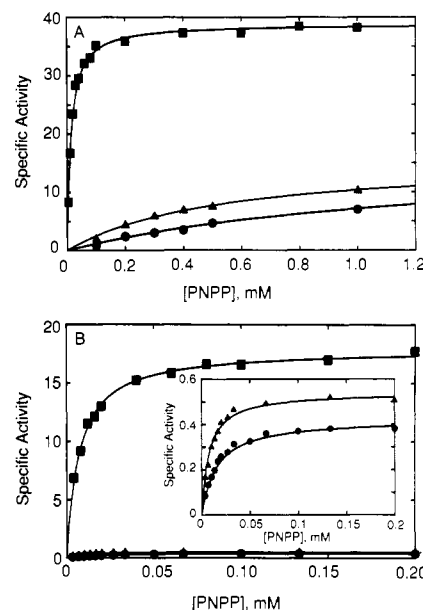 A
40
30
20
10
0
Specific Activity
0 0.2 0.4 0.6 0.8 1.0 1.2
[PNPP], mM
B
20
15
10
5
0
Specific Activity
0.6
0.4
0.2
0
Specific Activity
0 0.05 0.1 0.15 0.2
[PNPP], mM
0 0.05 0.10 0.15 0.20
[PNPP], mM